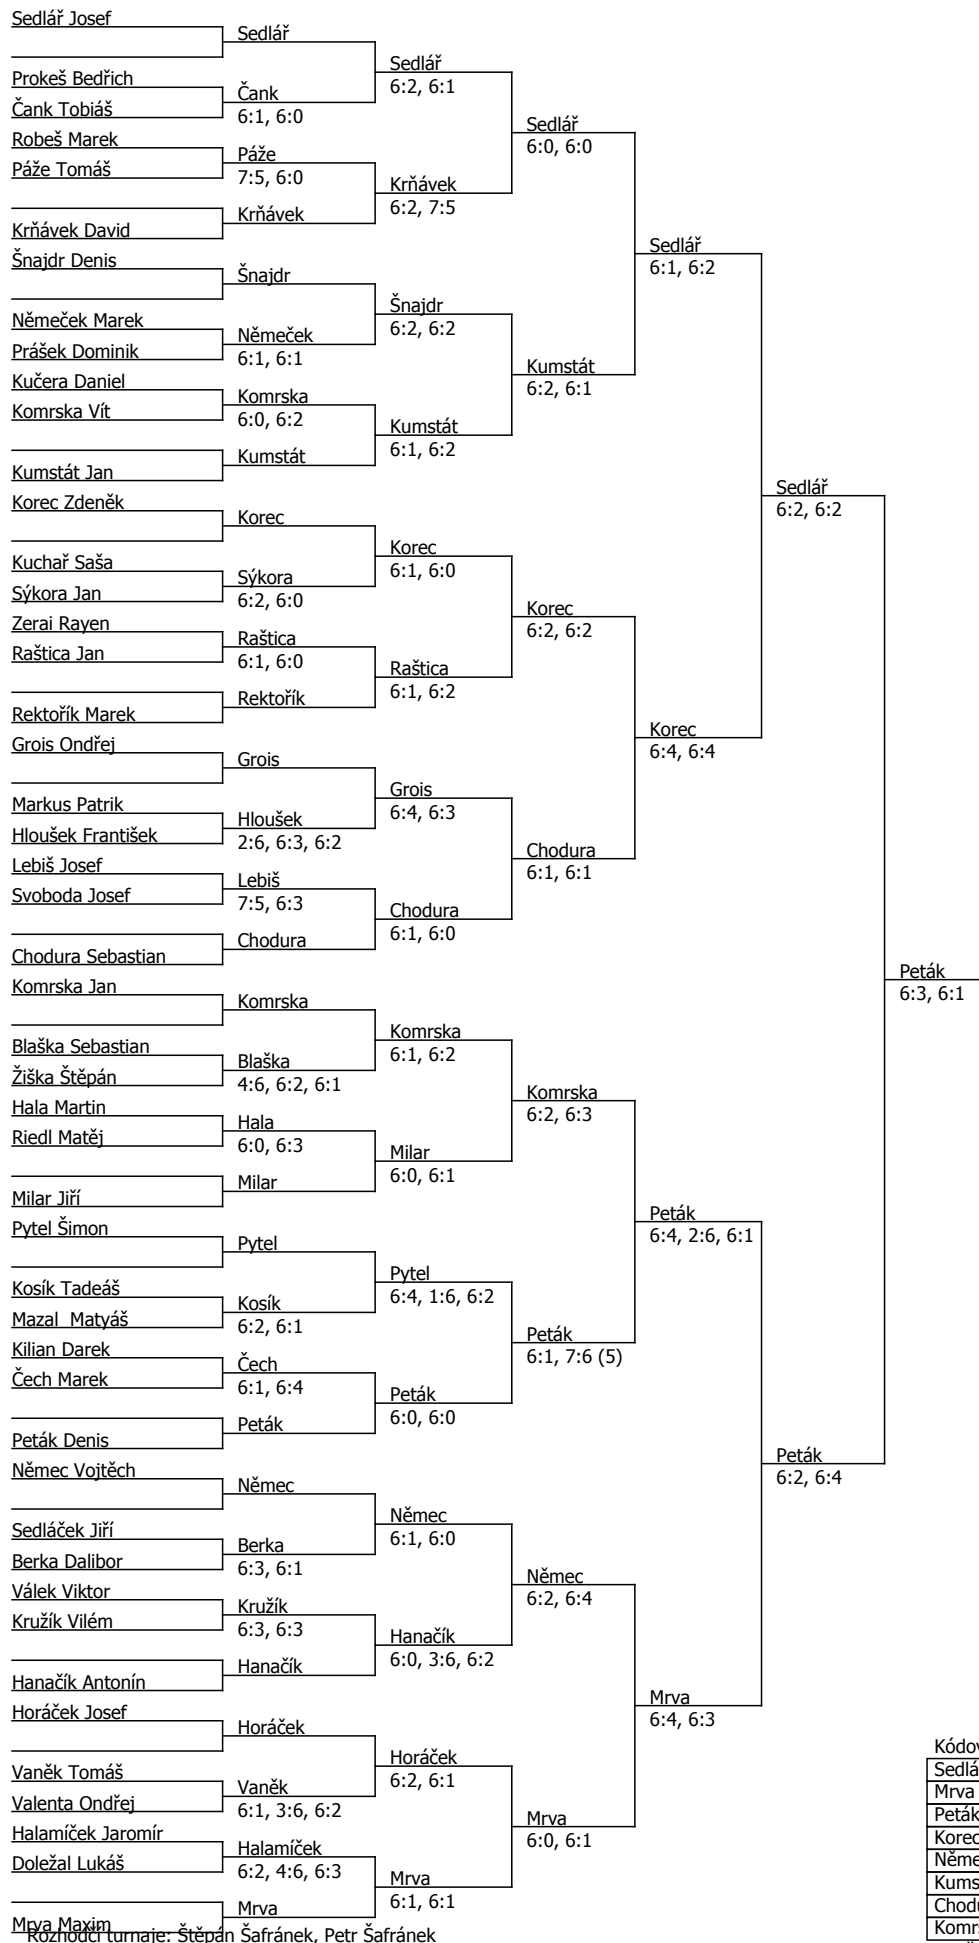 Sedlář Josef
Sedlář
Sedlář
6:2, 6:1
Prokeš Bedřich
Čank
6:1, 6:0
Čank Tobiáš
Sedlář
6:0, 6:0
Robeš Marek
Páže
7:5, 6:0
Páže Tomáš
Krňávek
6:2, 7:5
Krňávek
Krňávek David
Sedlář
6:1, 6:2
Šnajdr Denis
Šnajdr
Šnajdr
6:2, 6:2
Němeček Marek
Němeček
6:1, 6:1
Prášek Dominik
Kumstát
6:2, 6:1
Kučera Daniel
Komrska
6:0, 6:2
Komrska Vít
Kumstát
6:1, 6:2
Kumstát
Kumstát Jan
Sedlář
6:2, 6:2
Korec Zdeněk
Korec
Korec
6:1, 6:0
Kuchař Saša
Sýkora
6:2, 6:0
Sýkora Jan
Korec
6:2, 6:2
Zerai Rayen
Raštica
6:1, 6:0
Raštica Jan
Raštica
6:1, 6:2
Rektořík
Rektořík Marek
Korec
6:4, 6:4
Grois Ondřej
Grois
Grois
6:4, 6:3
Markus Patrik
Hloušek
2:6, 6:3, 6:2
Hloušek František
Chodura
6:1, 6:1
Lebiš Josef
Lebiš
7:5, 6:3
Svoboda Josef
Chodura
6:1, 6:0
Chodura
Chodura Sebastian
Peták
6:3, 6:1
Komrska Jan
Komrska
Komrska
6:1, 6:2
Blaška Sebastian
Blaška
4:6, 6:2, 6:1
Žiška Štěpán
Komrska
6:2, 6:3
Hala Martin
Hala
6:0, 6:3
Riedl Matěj
Milar
6:0, 6:1
Milar
Milar Jiří
Peták
6:4, 2:6, 6:1
Pytel Šimon
Pytel
Pytel
6:4, 1:6, 6:2
Kosík Tadeáš
Kosík
6:2, 6:1
Mazal  Matyáš
Peták
6:1, 7:6 (5)
Kilian Darek
Čech
6:1, 6:4
Čech Marek
Peták
6:0, 6:0
Peták
Peták Denis
Peták
6:2, 6:4
Němec Vojtěch
Němec
Němec
6:1, 6:0
Sedláček Jiří
Berka
6:3, 6:1
Berka Dalibor
Němec
6:2, 6:4
Válek Viktor
Kružík
6:3, 6:3
Kružík Vilém
Hanačík
6:0, 3:6, 6:2
Hanačík
Hanačík Antonín
Mrva
6:4, 6:3
Horáček Josef
Horáček
Horáček
6:2, 6:1
Vaněk Tomáš
Vaněk
6:1, 3:6, 6:2
Valenta Ondřej
Mrva
6:0, 6:1
Halamíček Jaromír
Halamíček
6:2, 4:6, 6:3
Doležal Lukáš
Mrva
6:1, 6:1
Mrva
Mrva Maxim
Rozhodčí turnaje: Štěpán Šafránek, Petr Šafránek
Mrva
Peták